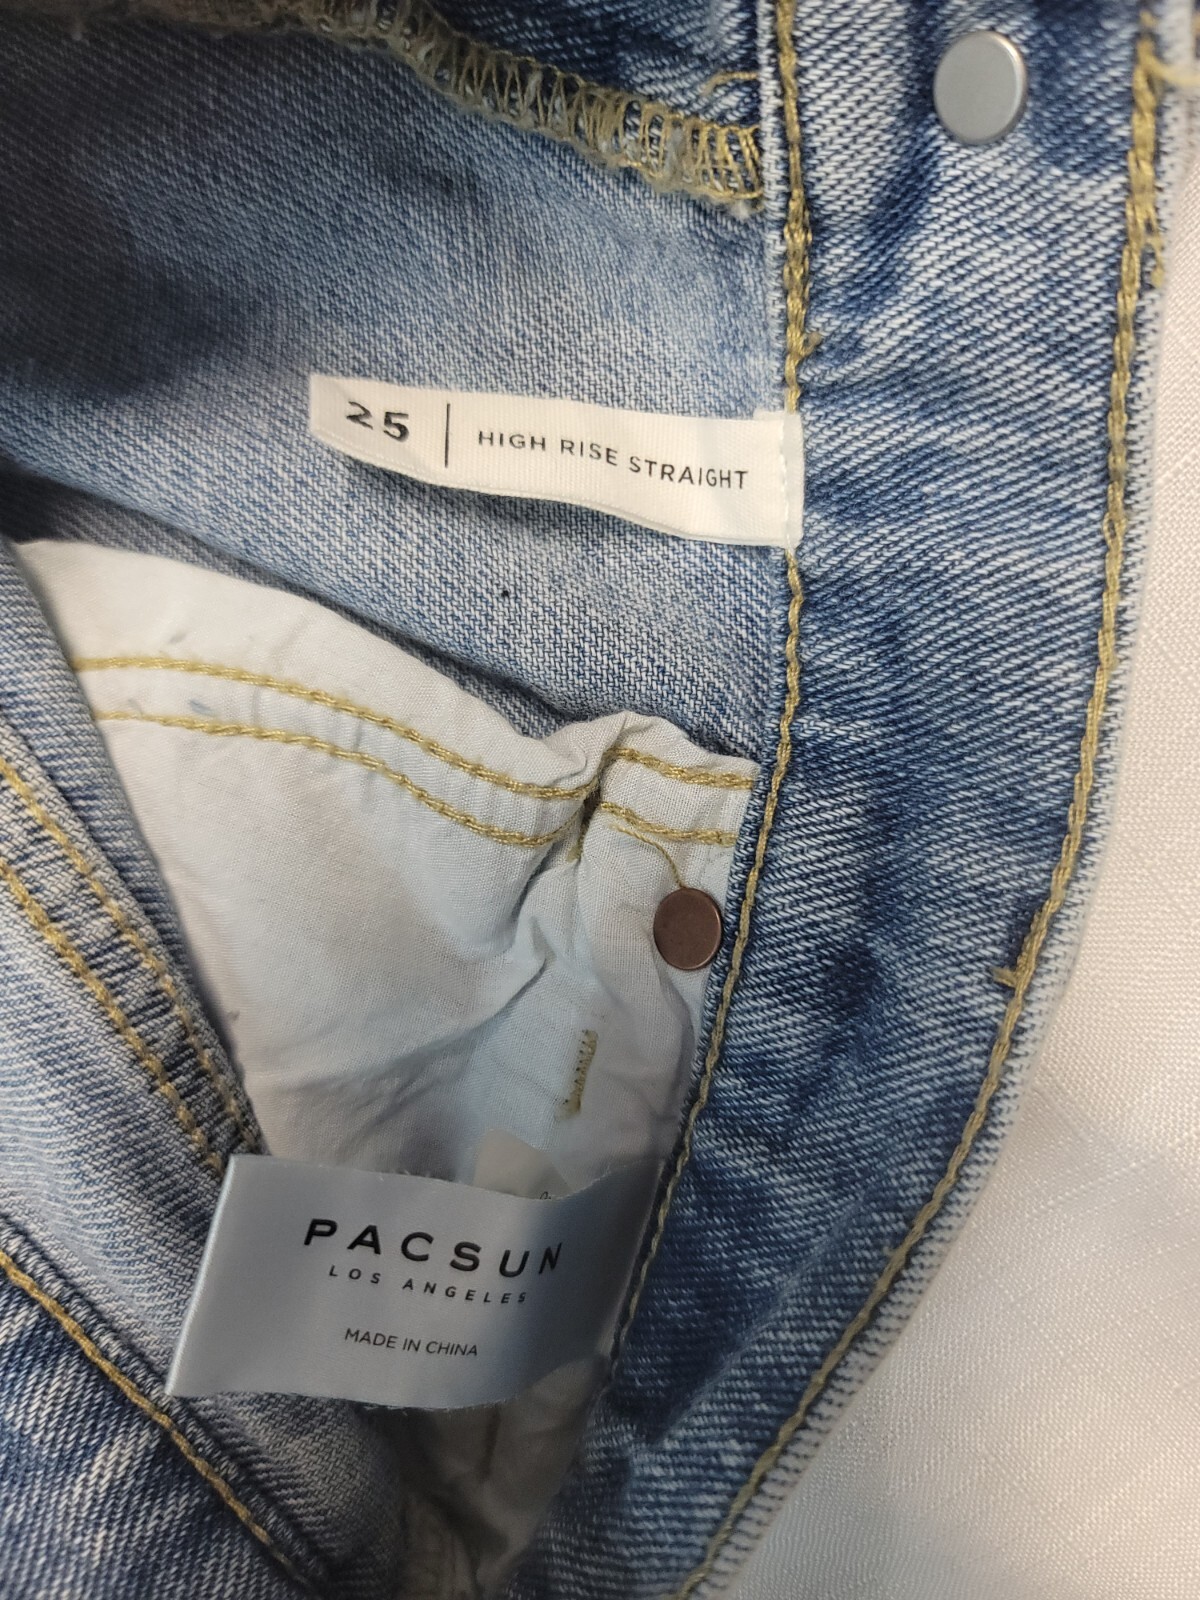 25 | HIGH RISE STRAIGHT
PACSUN
LOS ANGELES
MADE IN CHINA